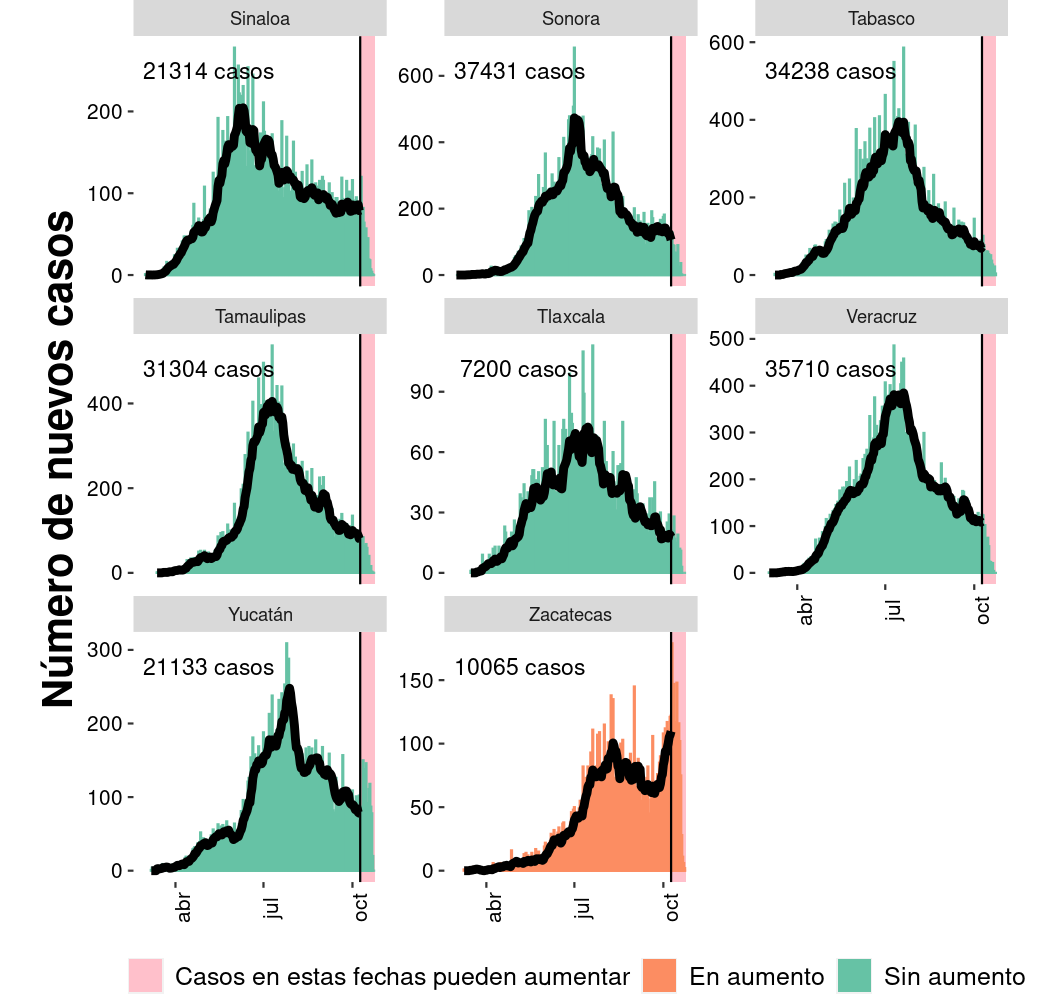 Número de nuevos casos
Sinaloa
21314 casos
200
100
0
Sonora
37431 casos
600
400
200
0
Tabasco
34238 casos
600
400
200
0
Tamaulipas
31304 casos
400
200
0
Tlaxcala
7200 casos
90
60
30
0
Veracruz
35710 casos
500
400
300
200
100
0
abr
jul
oct
Yucatán
21133 casos
300
200
100
0
abr
jul
oct
Zacatecas
10065 casos
150
100
50
0
abr
jul
oct
Casos en estas fechas pueden aumentar
En aumento
Sin aumento